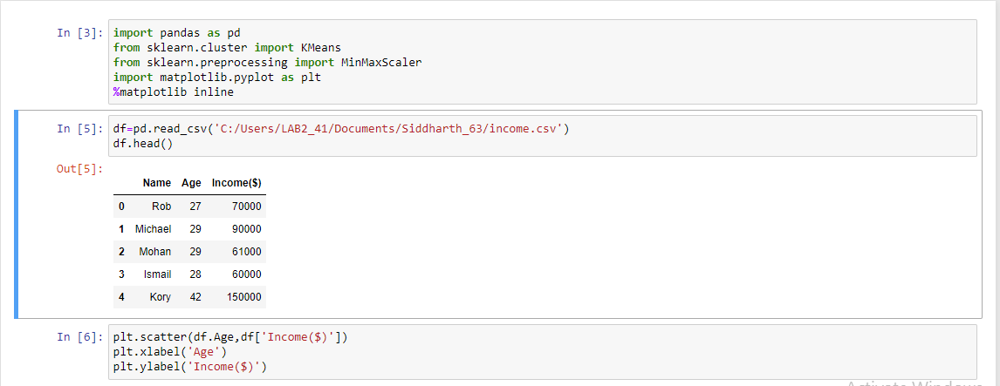 In [3]: import pandas as pd
from sklearn.cluster import KMeans
from sklearn.preprocessing import MinMaxScaler
import matplotlib.pyplot as plt
%matplotlib inline
In [5]: df=pd.read_csv('C:/Users/LAB2_41/Documents/Siddharth_63/income.csv')
df.head()
Out[5]:
Name Age Income($)
0 Rob 27 70000
1 Michael 29 90000
2 Mohan 29 61000
3 Ismail 28 60000
4 Kory 42 150000
In [6]: plt.scatter(df.Age,df['Income($)'])
plt.xlabel('Age')
plt.ylabel('Income($)')
Activate Windows